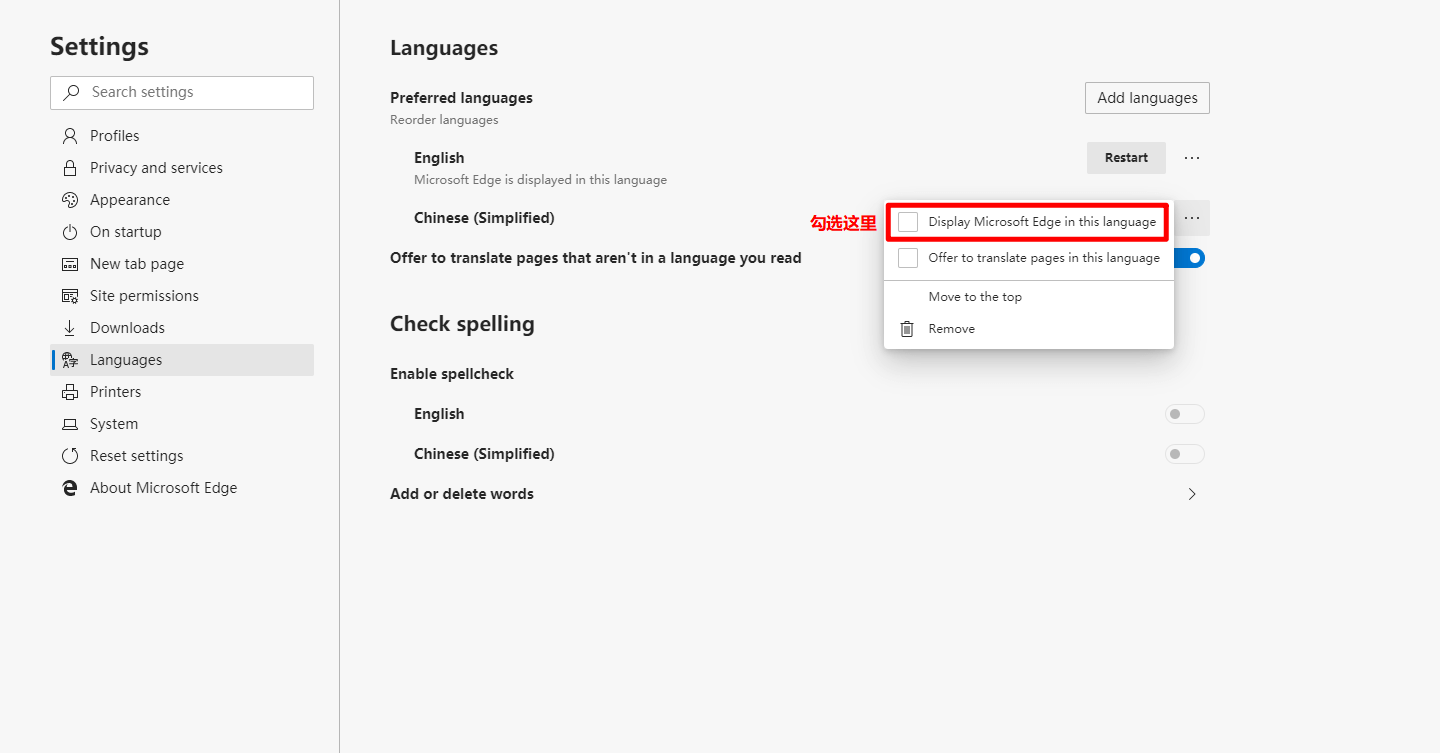 Settings
Search settings
Profiles
Privacy and services
Appearance
On startup
New tab page
Site permissions
Downloads
Languages
Printers
System
Reset settings
About Microsoft Edge
Languages
Preferred languages
Add languages
Reorder languages
English
Restart
Microsoft Edge is displayed in this language
Chinese (Simplified)
勾选这里
Display Microsoft Edge in this language
Offer to translate pages that aren't in a language you read
Offer to translate pages in this language
Move to the top
Remove
Check spelling
Enable spellcheck
English
Chinese (Simplified)
Add or delete words